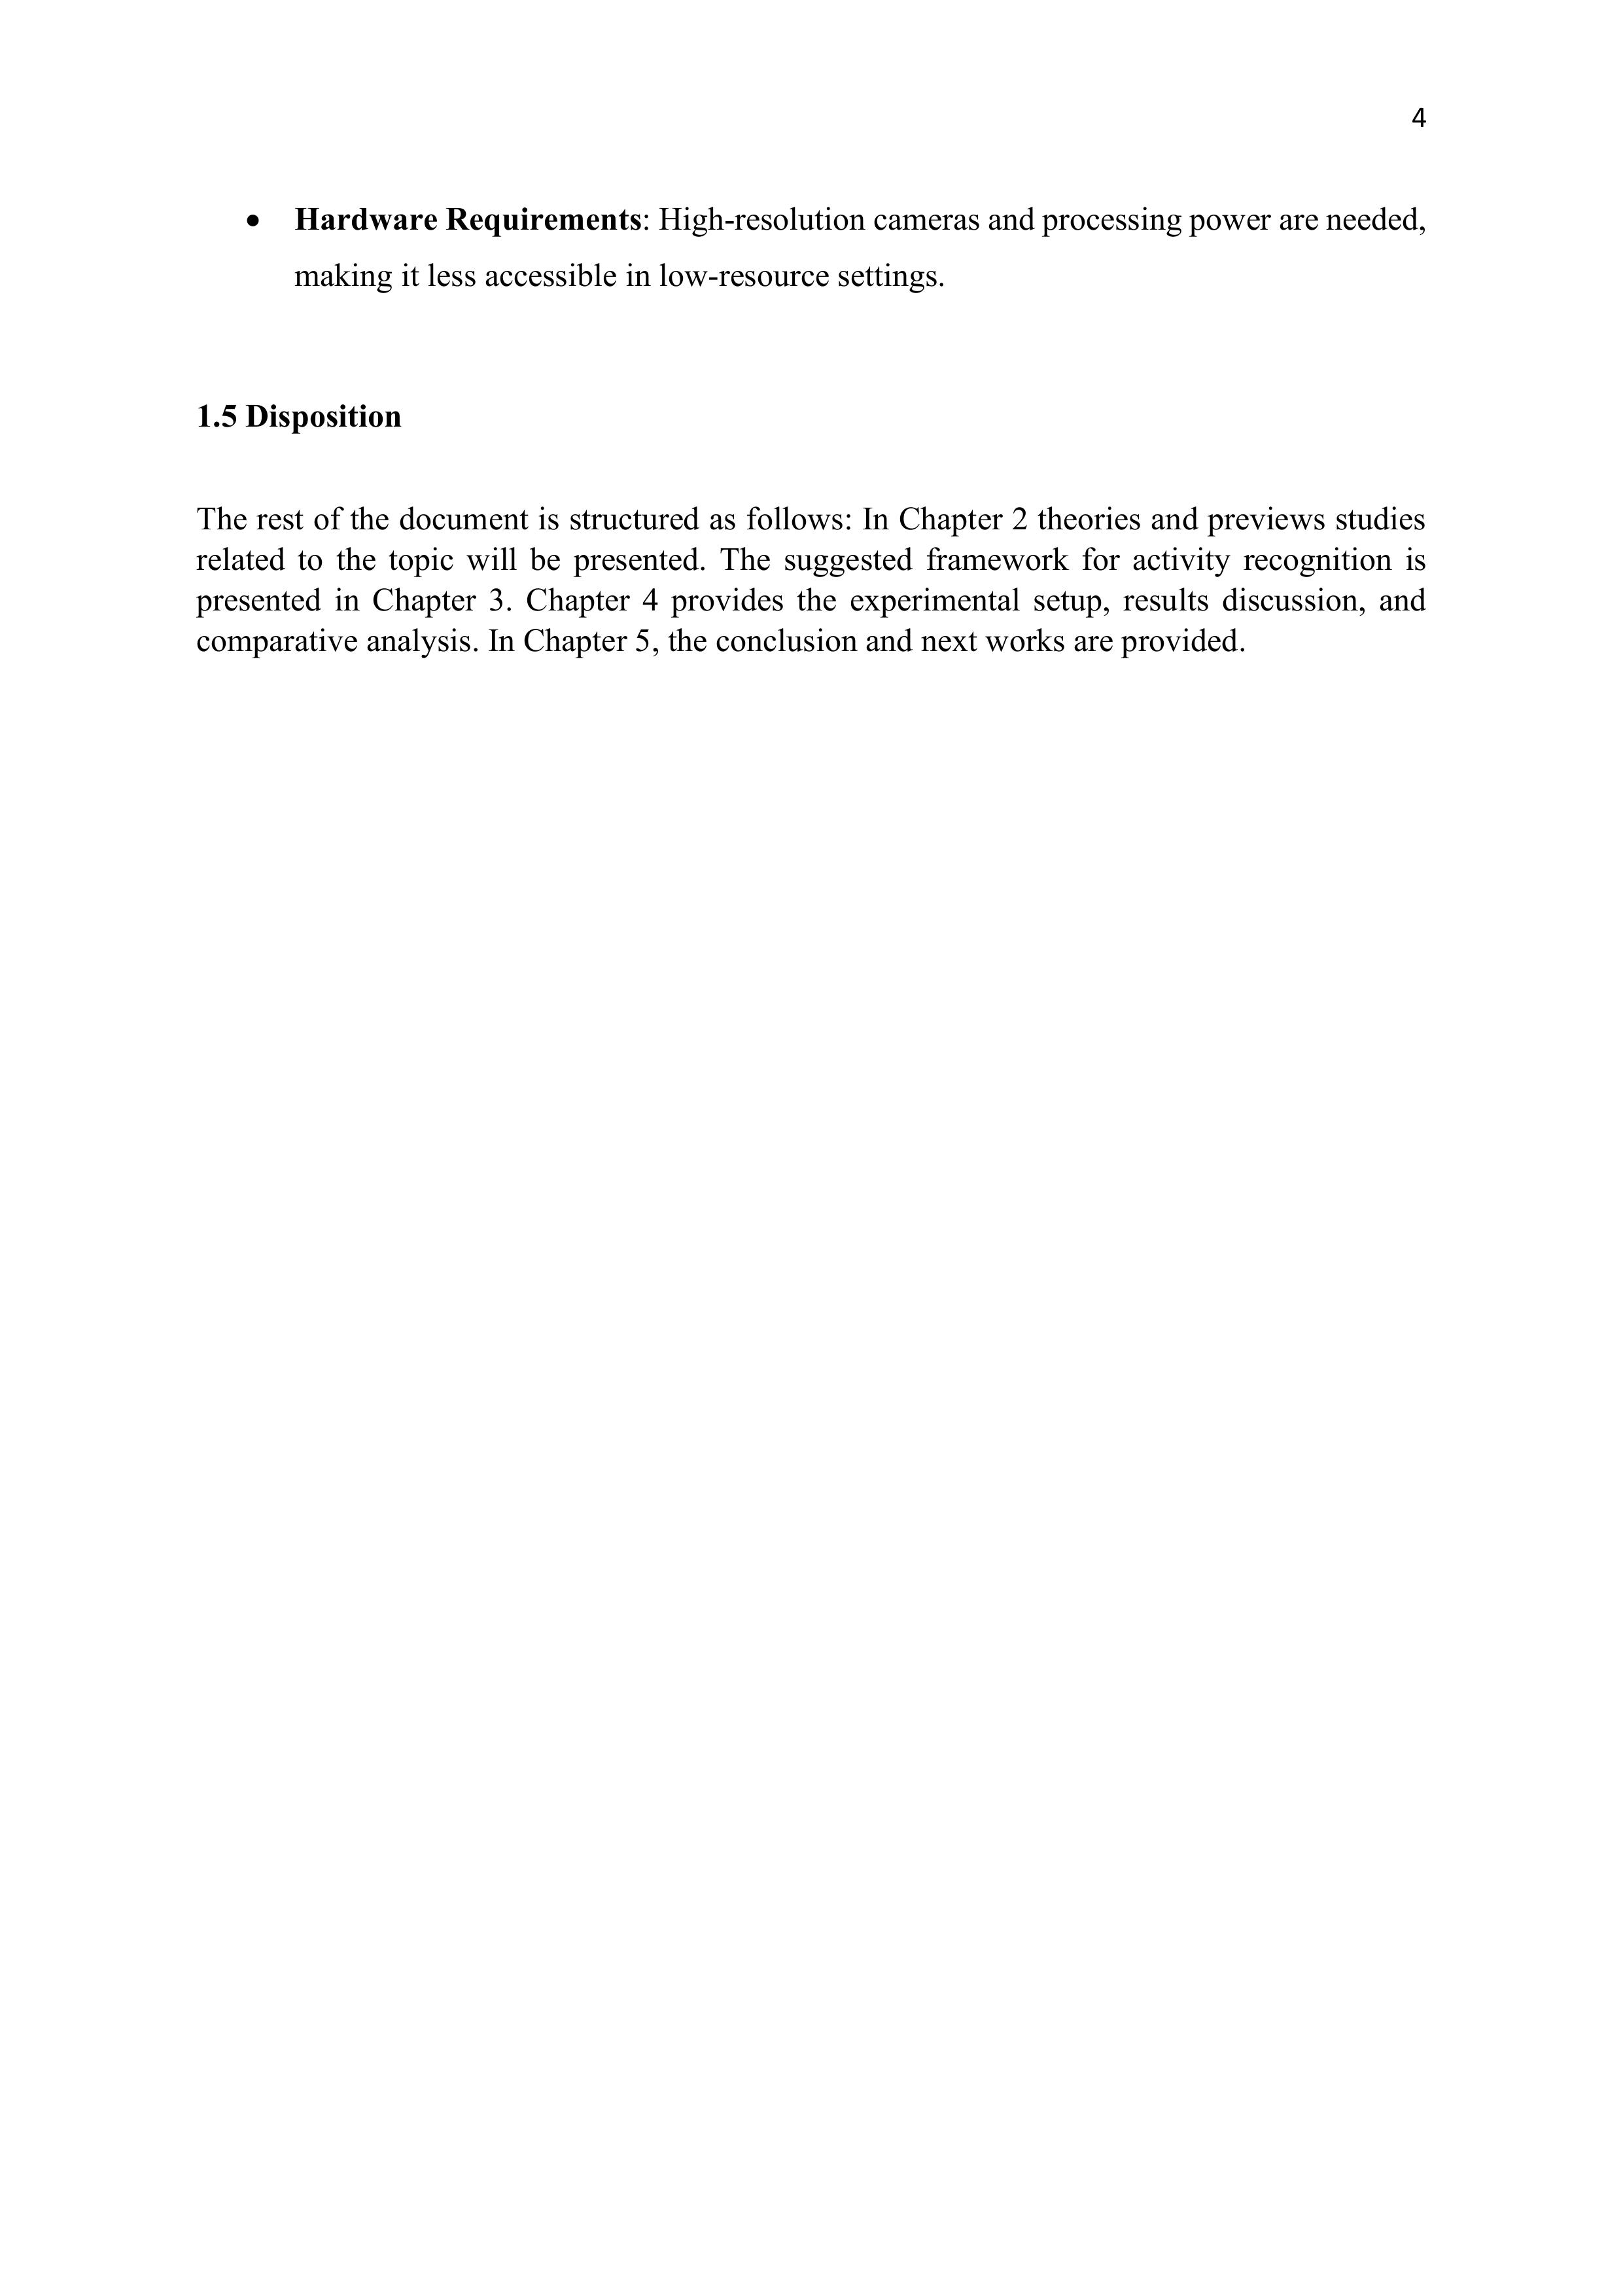 4
• Hardware Requirements: High-resolution cameras and processing power are needed,
making it less accessible in low-resource settings.
1.5 Disposition
The rest of the document is structured as follows: In Chapter 2 theories and previews studies
related to the topic will be presented. The suggested framework for activity recognition is
presented in Chapter 3. Chapter 4 provides the experimental setup, results discussion, and
comparative analysis. In Chapter 5, the conclusion and next works are provided.